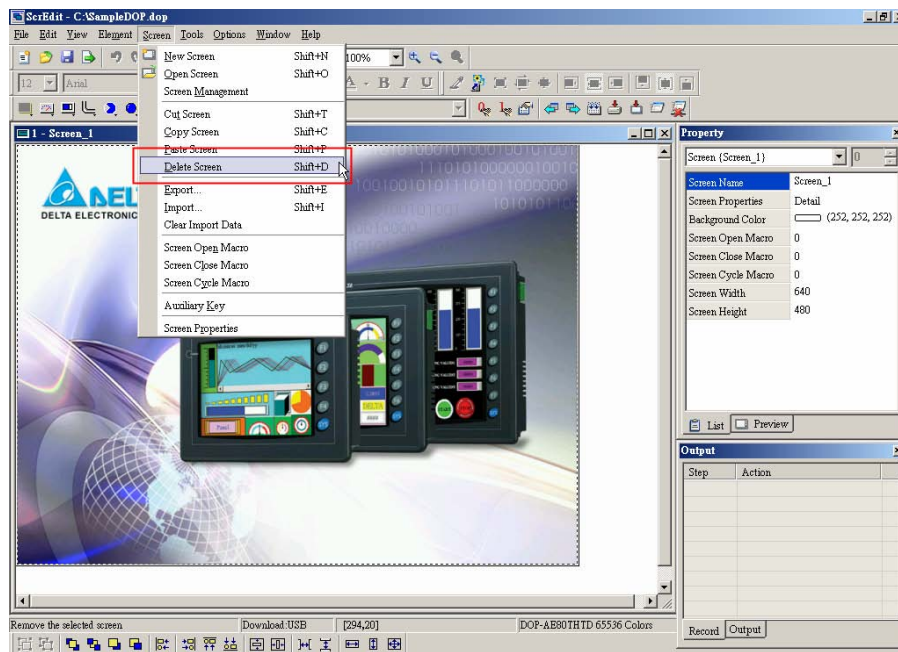 ScrEdit - C:\SampleDOP.dop
File Edit View Element Screen Tools Options Window Help
New Screen Shift+N
Open Screen Shift+O
Screen Management
Cut Screen Shift+T
Copy Screen Shift+C
Paste Screen Shift+P
Delete Screen Shift+D
Export... Shift+E
Import... Shift+I
Clear Import Data
Screen Open Macro
Screen Close Macro
Screen Cycle Macro
Auxiliary Key
Screen Properties
100%
12 Arial
A B I U
1 - Screen_1
DEL
DELTA ELECTRONIC
Property
Screen {Screen_1} 0
Screen Name Screen_1
Screen Properties Detail
Background Color (252, 252, 252)
Screen Open Macro 0
Screen Close Macro 0
Screen Cycle Macro 0
Screen Width 640
Screen Height 480
List Preview
Output
Step Action
Record Output
Remove the selected screen Download:USB [294,20] DOP-AE80THTD 65536 Colors